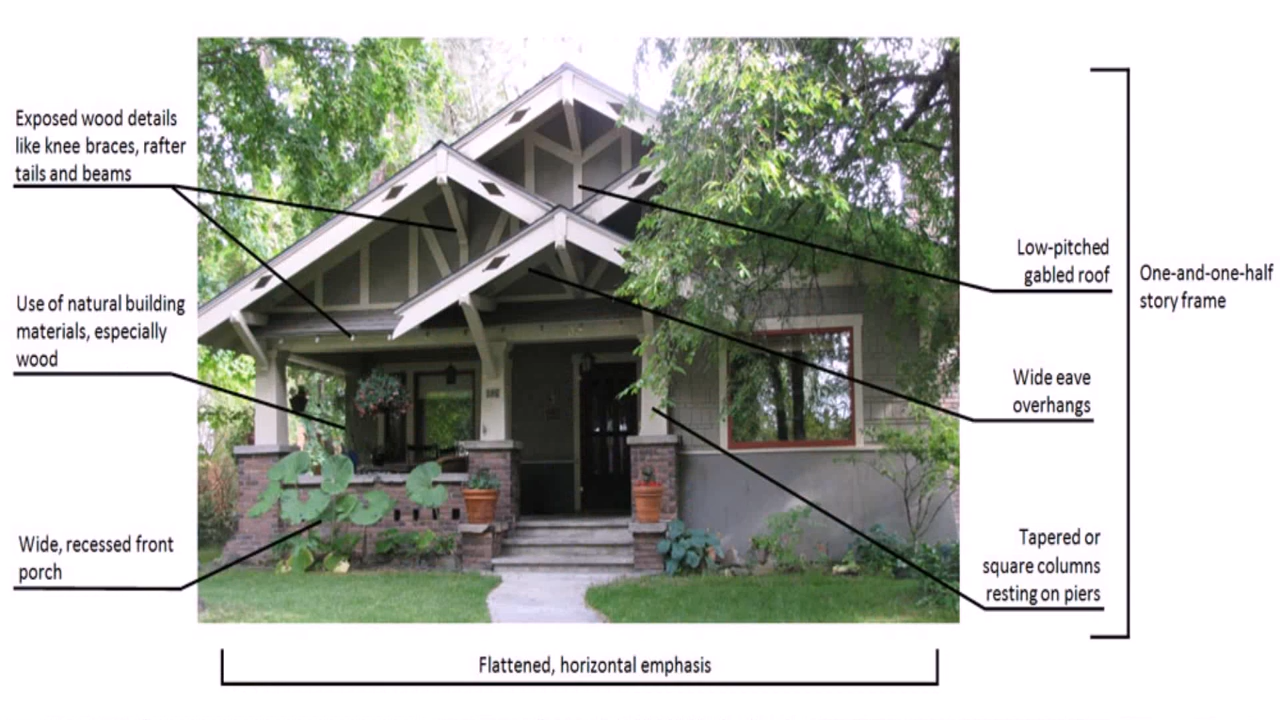 Exposed wood details
like knee braces, rafter
tails and beams
Use of natural building
materials, especially
wood
Wide, recessed front
porch
Low-pitched
gabled roof
Wide eave
overhangs
Tapered or
square columns
resting on piers
One-and-one-half
story frame
Flattened, horizontal emphasis